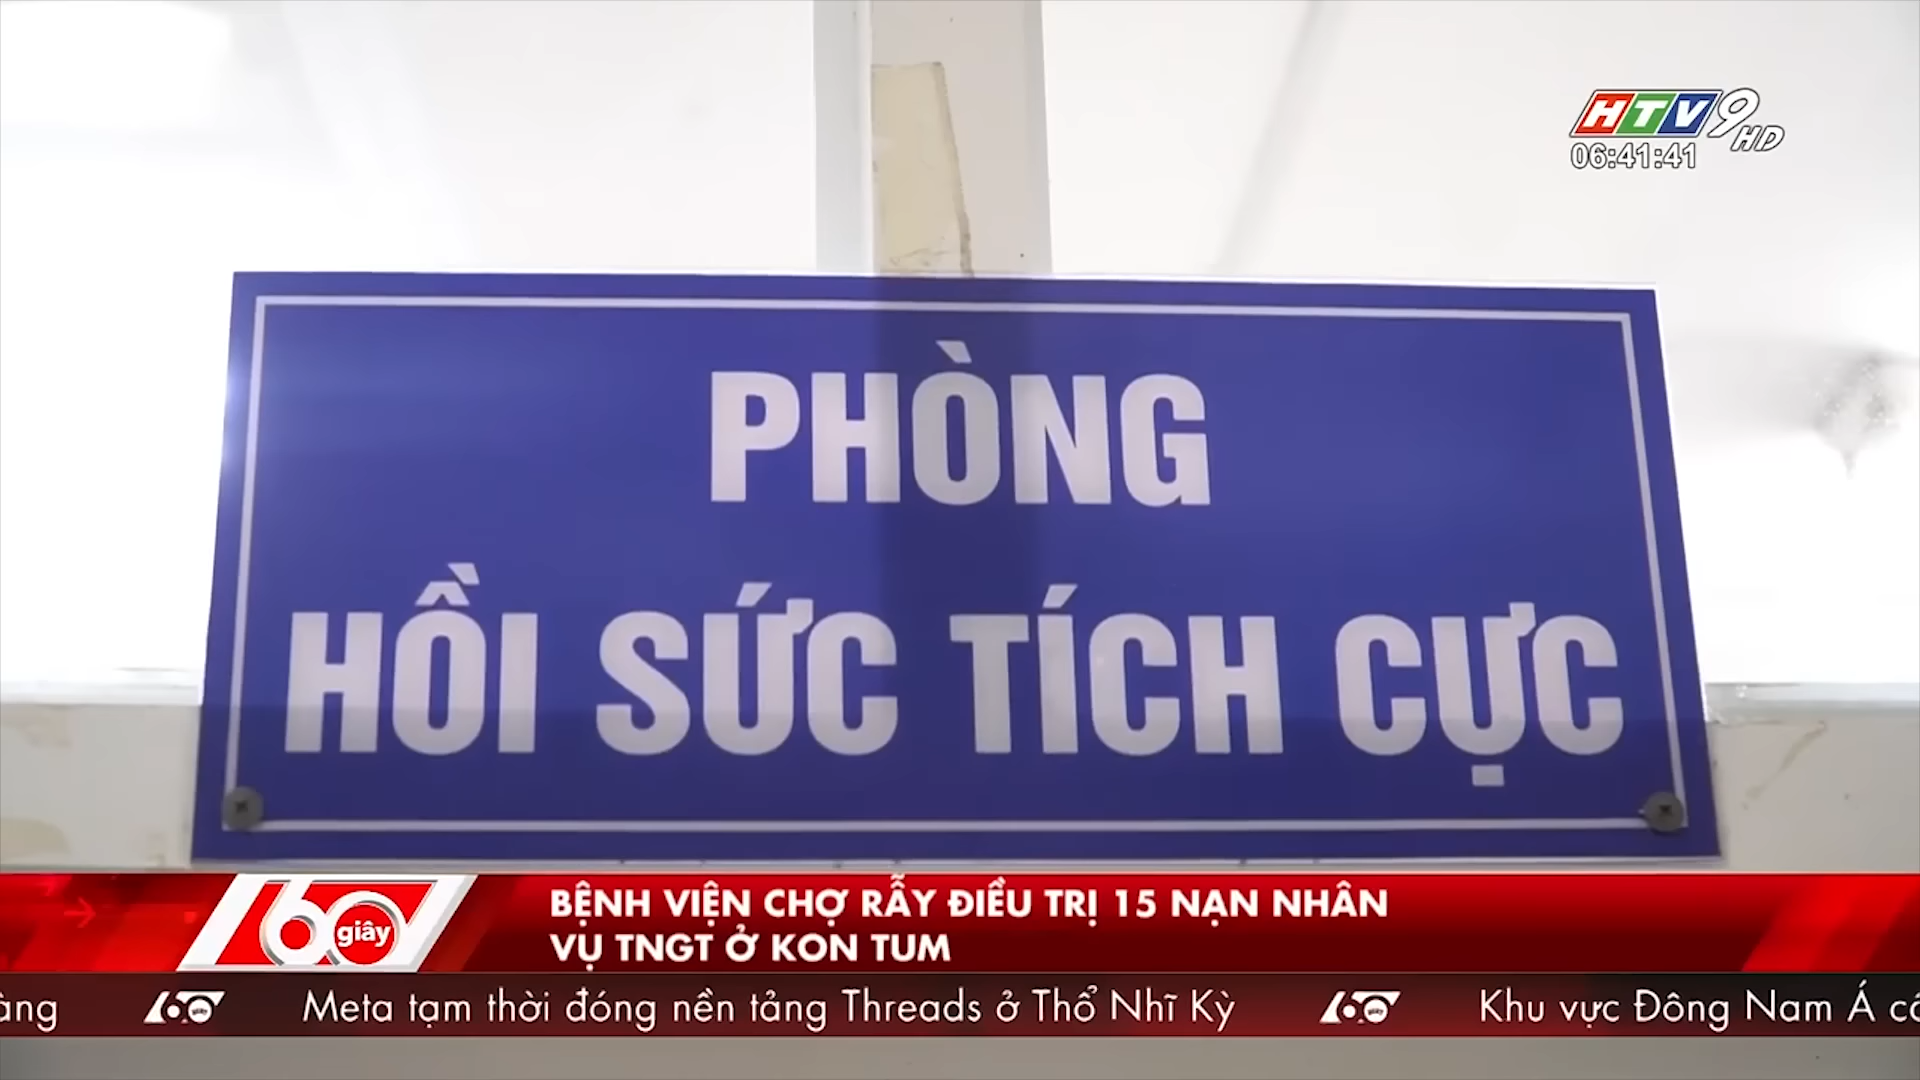 HTV9 HD
06:41:41
PHÒNG
HỒI SỨC TÍCH CỰC
60 giây
BỆNH VIỆN CHỢ RẪY ĐIỀU TRỊ 15 NẠN NHÂN
VỤ TNGT Ở KON TUM
Meta tạm thời đóng nền tảng Threads ở Thổ Nhĩ Kỳ
Khu vực Đông Nam Á